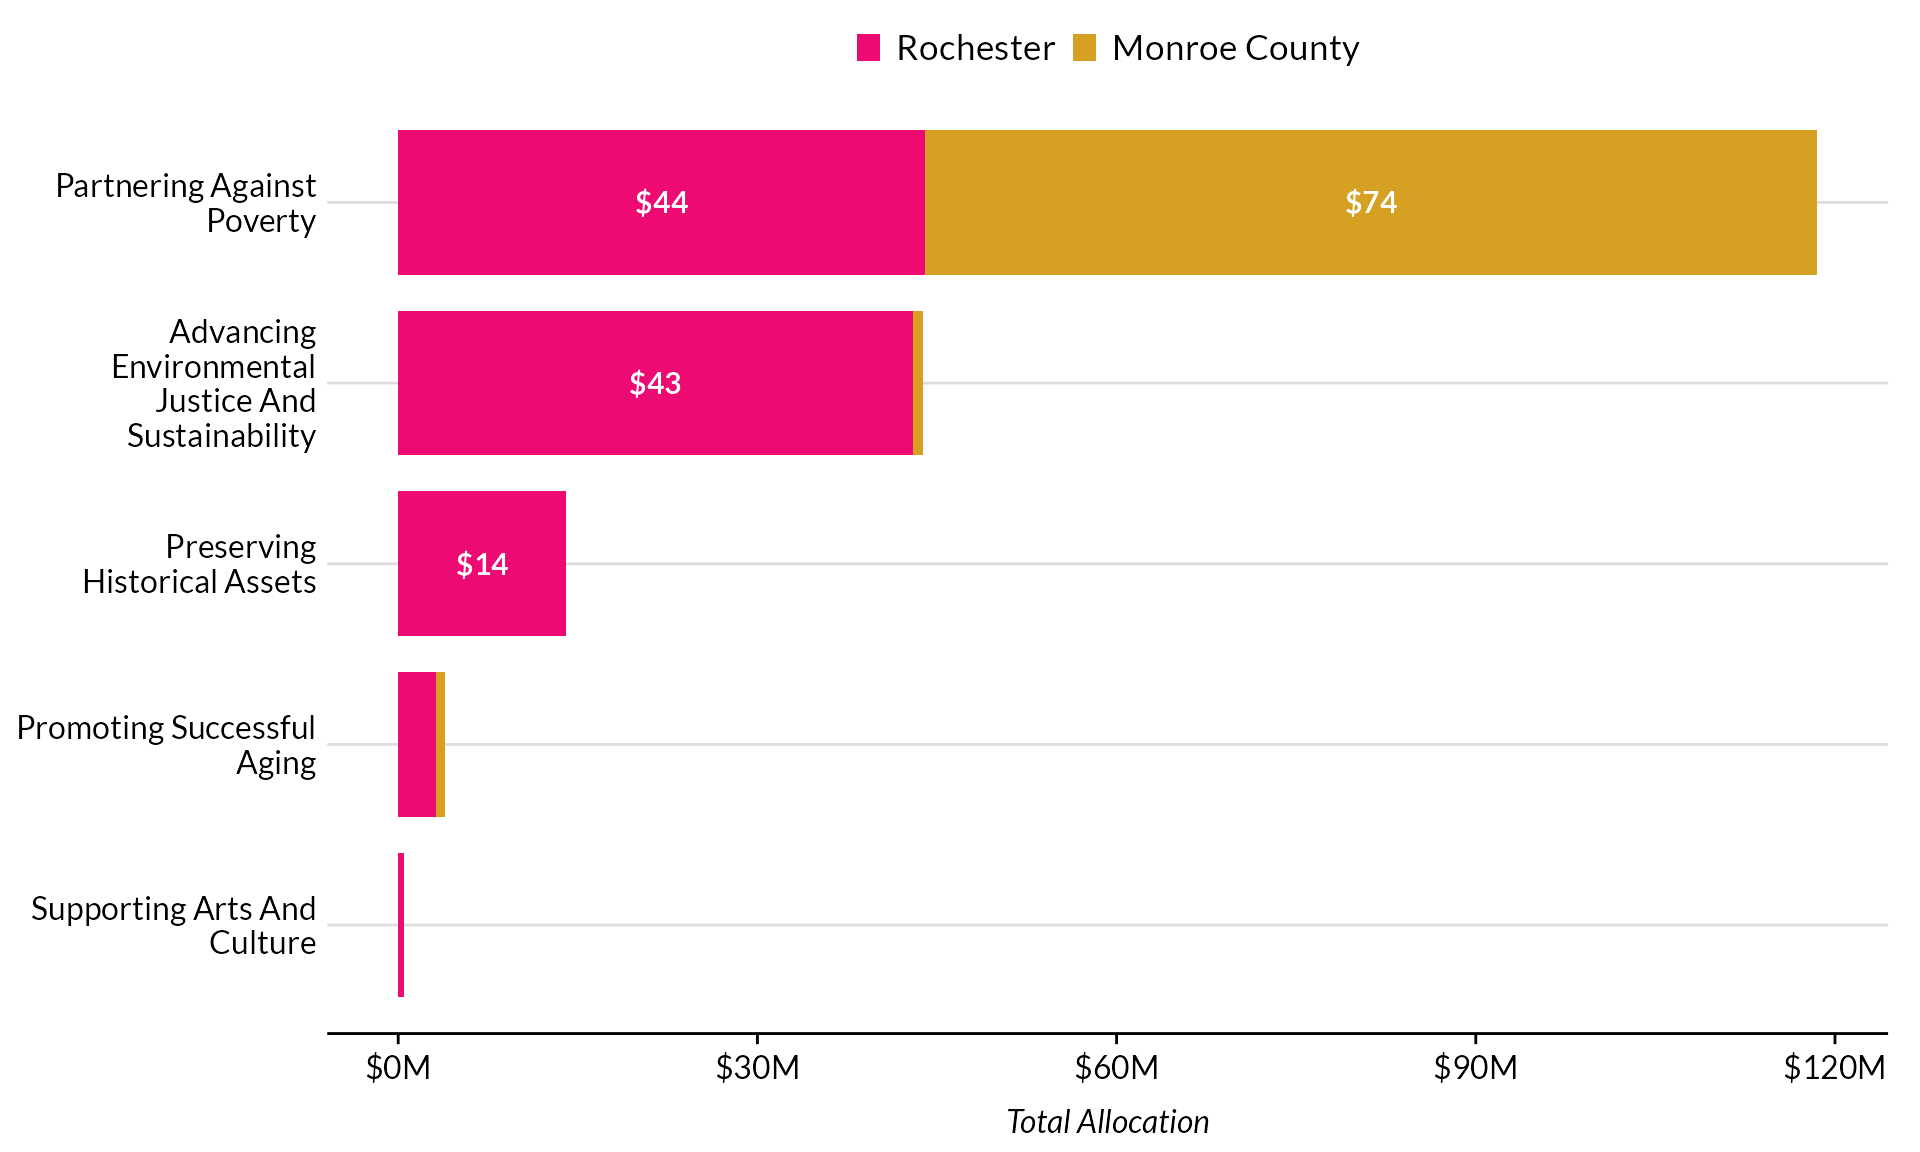 Rochester Monroe County
Partnering Against
Poverty
$44 $74
Advancing
Environmental
Justice And
Sustainability
$43
Preserving
Historical Assets
$14
Promoting Successful
Aging
Supporting Arts And
Culture
$0M $30M $60M $90M $120M
Total Allocation